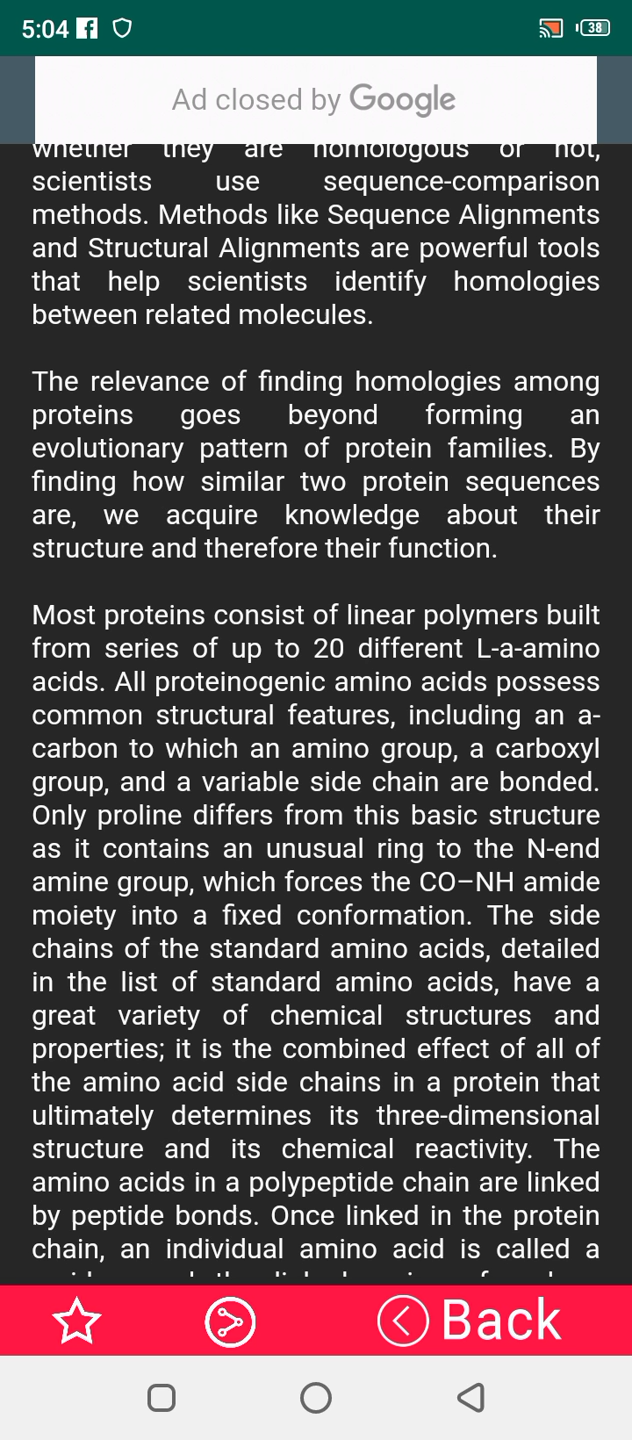 5:04
38
Ad closed by Google
whether they are homologous or not,
scientists use sequence-comparison
methods. Methods like Sequence Alignments
and Structural Alignments are powerful tools
that help scientists identify homologies
between related molecules.
The relevance of finding homologies among
proteins goes beyond forming an
evolutionary pattern of protein families. By
finding how similar two protein sequences
are, we acquire knowledge about their
structure and therefore their function.
Most proteins consist of linear polymers built
from series of up to 20 different L-a-amino
acids. All proteinogenic amino acids possess
common structural features, including an a-
carbon to which an amino group, a carboxyl
group, and a variable side chain are bonded.
Only proline differs from this basic structure
as it contains an unusual ring to the N-end
amine group, which forces the CO–NH amide
moiety into a fixed conformation. The side
chains of the standard amino acids, detailed
in the list of standard amino acids, have a
great variety of chemical structures and
properties; it is the combined effect of all of
the amino acid side chains in a protein that
ultimately determines its three-dimensional
structure and its chemical reactivity. The
amino acids in a polypeptide chain are linked
by peptide bonds. Once linked in the protein
chain, an individual amino acid is called a
Back